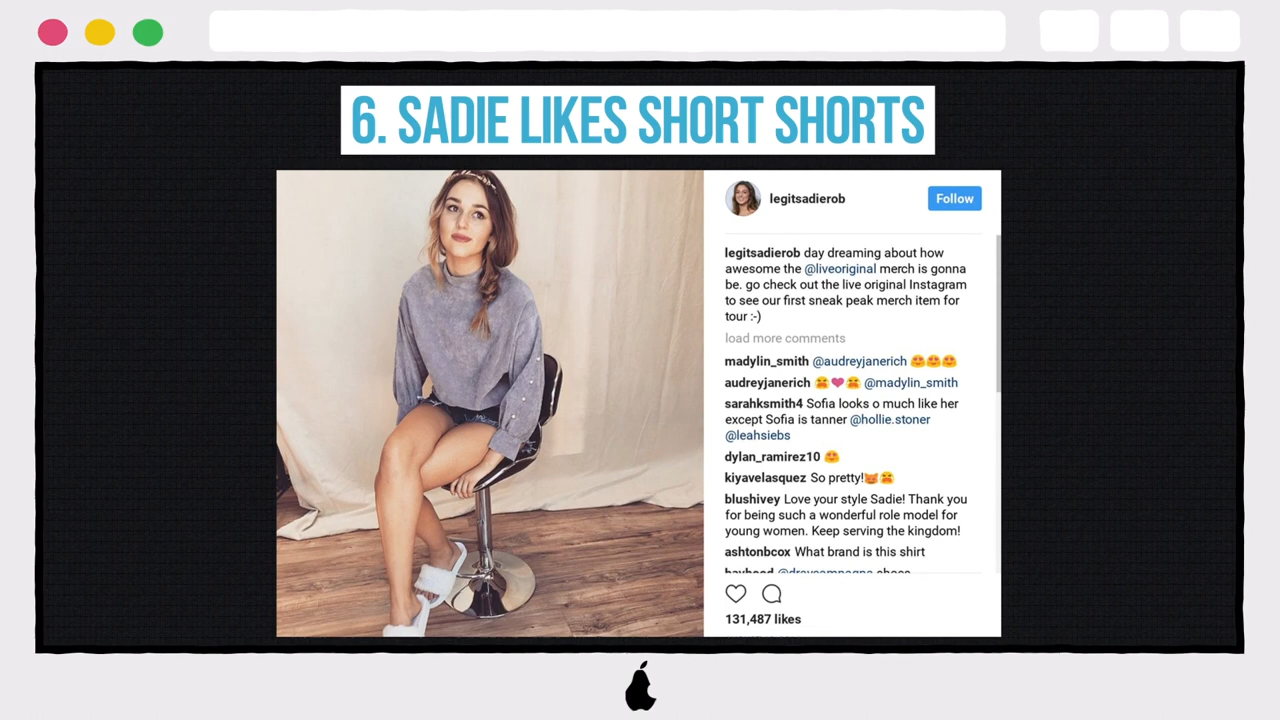 6. SADIE LIKES SHORT SHORTS
legitsadierob
Follow
legitsadierob day dreaming about how
awesome the @liveoriginal merch is gonna
be. go check out the live original Instagram
to see our first sneak peak merch item for
tour :-)
load more comments
madylin_smith @audreyjanerich 😍😍😍
audreyjanerich 😫❤️😫 @madylin_smith
sarahksmith4 Sofia looks o much like her
except Sofia is tanner @hollie.stoner
@leahsiebs
dylan_ramirez10 😍
kiyavelasquez So pretty!😻😫
blushivey Love your style Sadie! Thank you
for being such a wonderful role model for
young women. Keep serving the kingdom!
ashtonbcox What brand is this shirt
131,487 likes